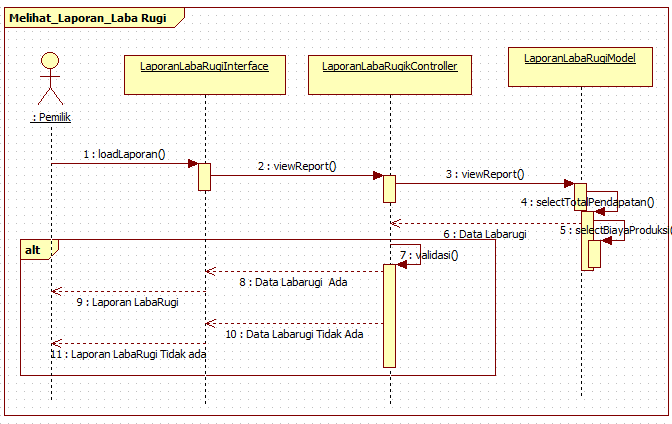 Melihat_Laporan_Laba Rugi
LaporanLabaRugiInterface
LaporanLabaRugikController
LaporanLabaRugiModel
: Pemilik
1 : loadLaporan()
2 : viewReport()
3 : viewReport()
4 : selectTotalPendapatan()
5 : selectBiayaProduksi(
6 : Data Labarugi
alt
7 : validasi()
8 : Data Labarugi Ada
9 : Laporan LabaRugi
10 : Data Labarugi Tidak Ada
11 : Laporan LabaRugi Tidak ada